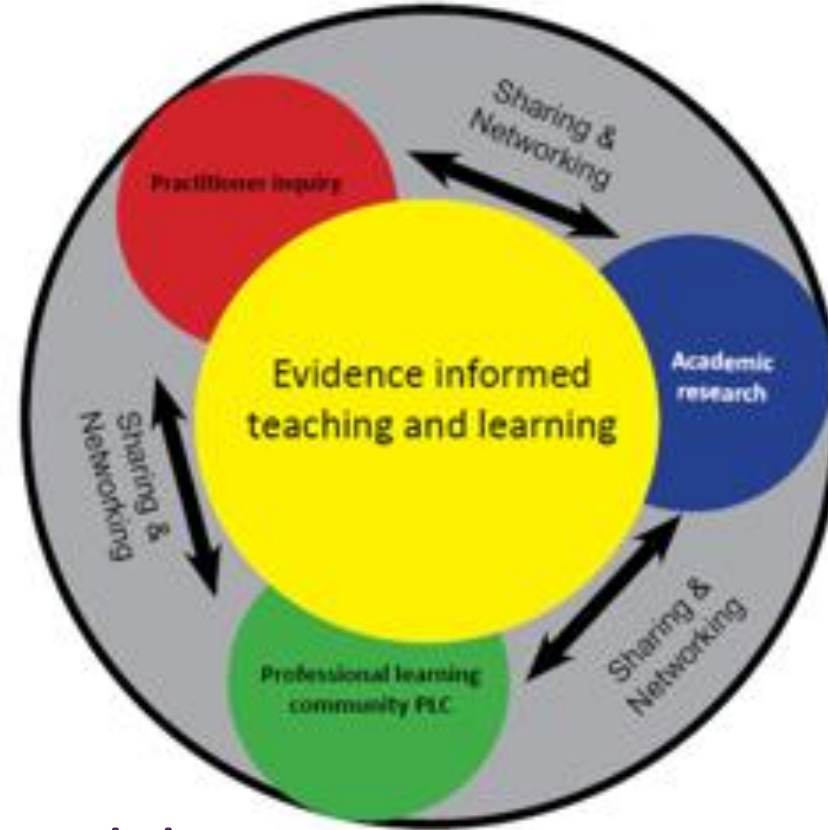 Sharing &
Networking
Practitioner inquiry
Academic
research
Evidence informed
teaching and learning
Sharing &
Networking
Professional learning
community PLC
Sharing &
Networking